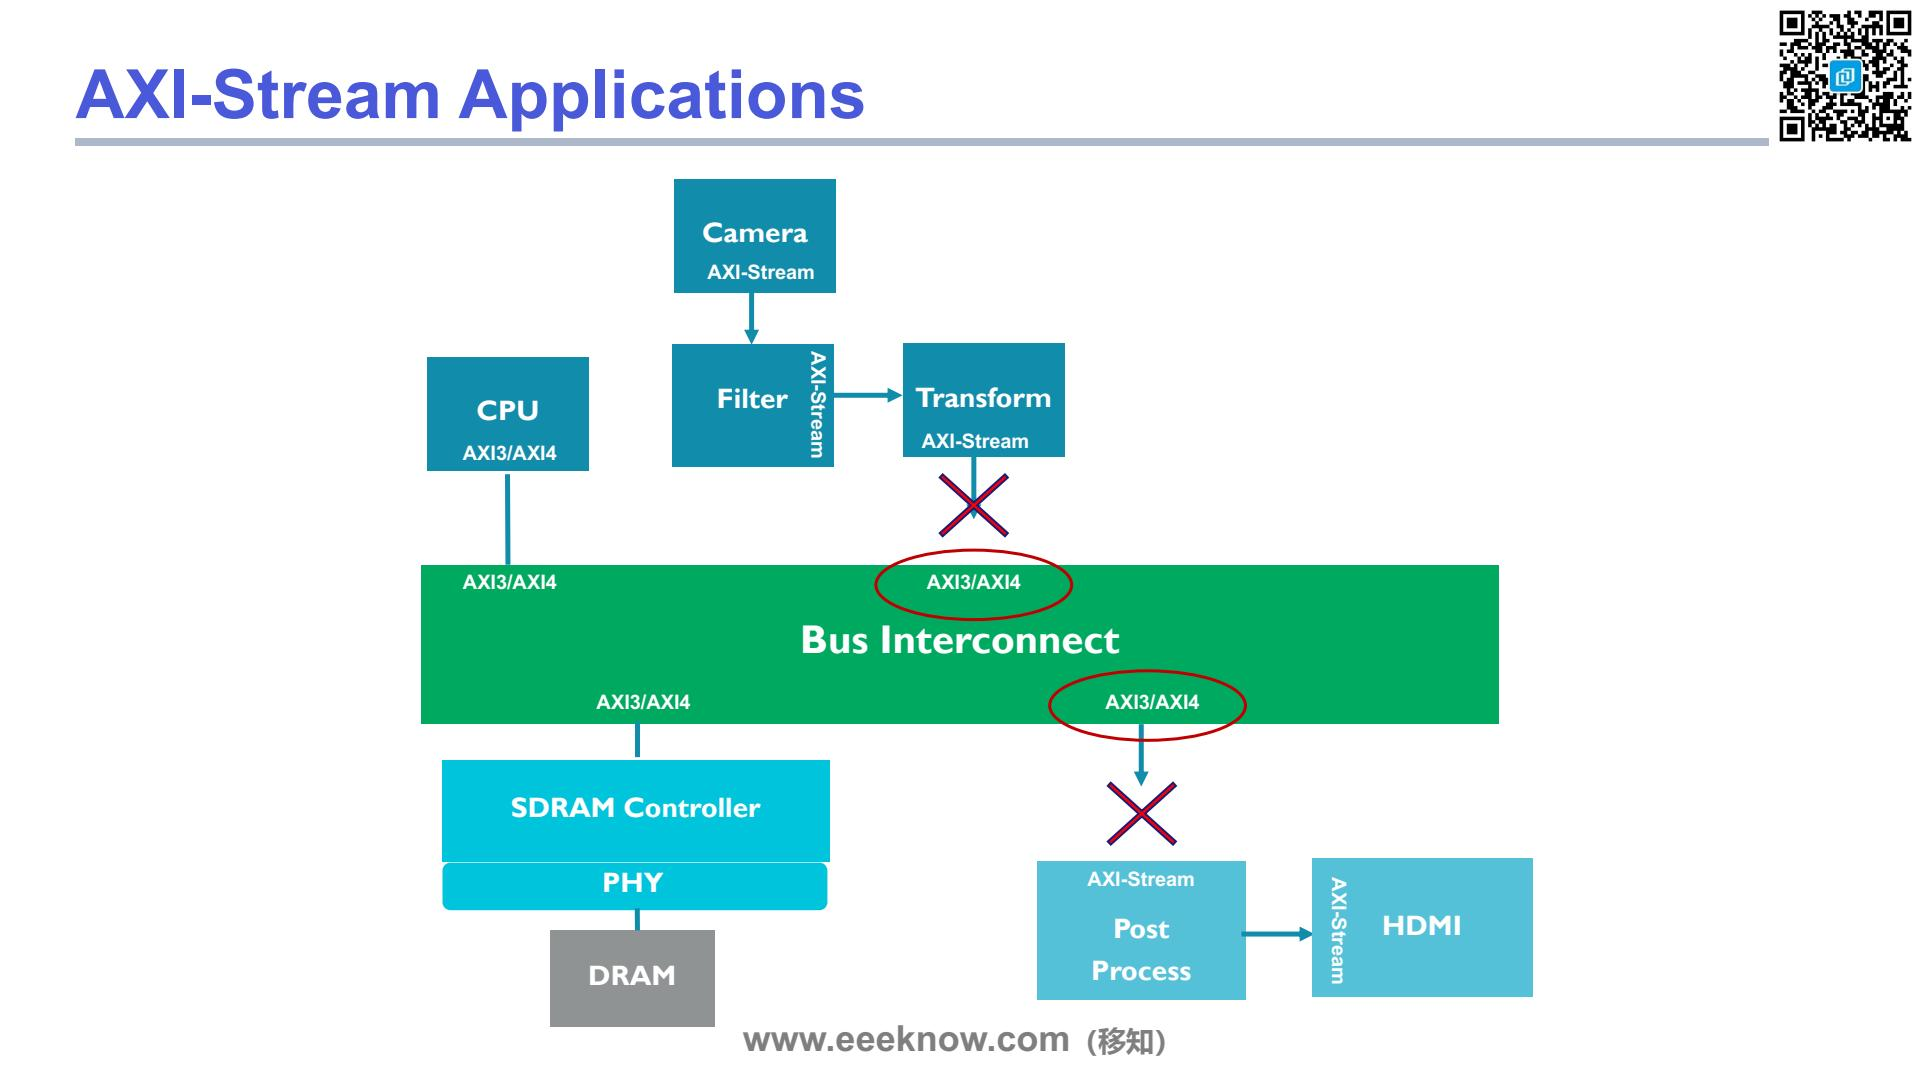 AXI-Stream Applications
Camera
AXI-Stream
CPU
AXI3/AXI4
Filter
AXI-Stream
Transform
AXI-Stream
AXI3/AXI4
AXI3/AXI4
Bus Interconnect
AXI3/AXI4
AXI3/AXI4
SDRAM Controller
PHY
DRAM
AXI-Stream
Post
Process
AXI-Stream
HDMI
www.eeeknow.com (移知)